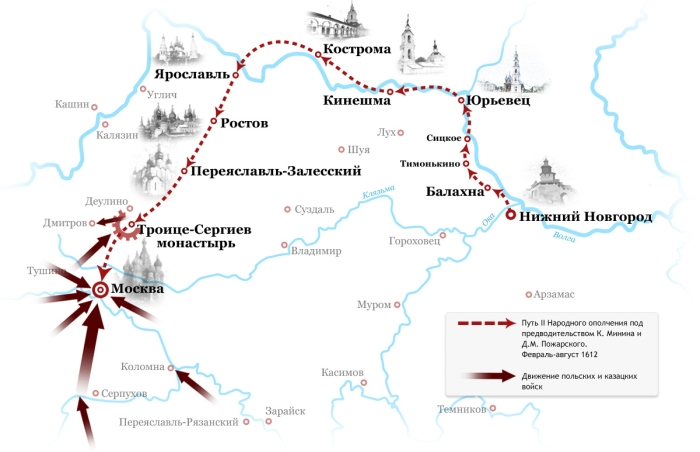 Кострома
Ярославль
Кинешма
Юрьевец
Кашин
Углич
Ростов
Калязин
Лух
Сицкое
Шуя
Тимонькино
Переяславль-Залесский
Балахна
Клязьма
Деулино
Суздаль
Нижний Новгород
Дмитров
Троице-Сергиев
монастырь
Ока
Гороховец
Волга
Владимир
Тушино
Москва
Муром
Арзамас
Путь II Народного ополчения под
предводительством К. Минина и
Д.М. Пожарского.
Февраль-август 1612
Коломна
Касимов
Движение польских и казацких
войск
Серпухов
Зарайск
Темников
Переяславль-Рязанский